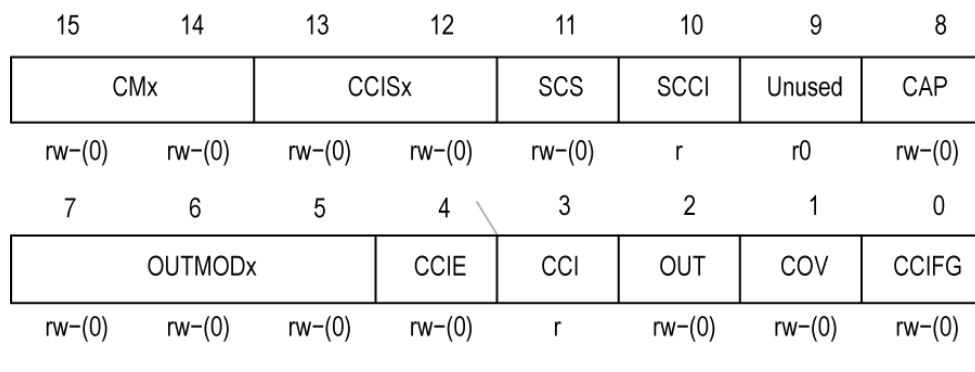 15 14 13 12 11 10 9 8
CMx CCISx SCS SCCI Unused CAP
rw−(0) rw−(0) rw−(0) rw−(0) rw−(0) r r0 rw−(0)
7 6 5 4 3 2 1 0
OUTMODx CCIE CCI OUT COV CCIFG
rw−(0) rw−(0) rw−(0) rw−(0) r rw−(0) rw−(0) rw−(0)